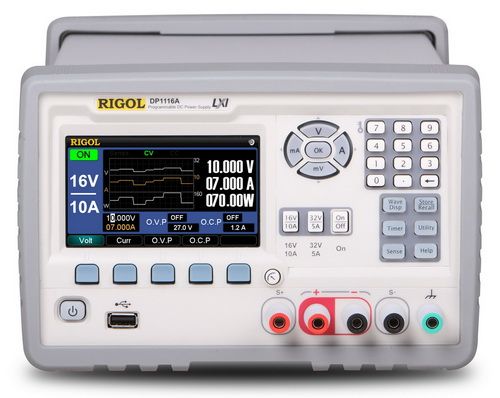 RIGOL DP1116A
Programmable DC Power Supply
LXI
RIGOL
ON
CV
16V
10A
32
10
160
W
10.000 V
07.000 A
070.00W
10.000V
07.000A
O.V.P OFF
27.0 V
O.C.P OFF
1.2 A
Volt Curr O.V.P O.C.P
V
mA OK A
mV
7 8 9
4 5 6
1 2 3
0 .
16V 10A
32V 5A
On Off
16V 10A
32V 5A
On
Wave Disp
Store Recall
Timer
Utility
Sense
Help
S+ + − S-